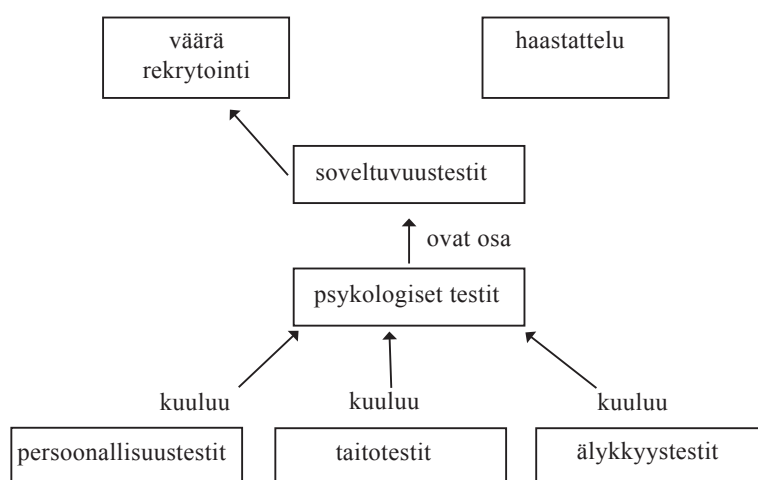 väärä
rekrytointi
haastattelu
soveltuvuustestit
ovat osa
psykologiset testit
kuuluu
kuuluu
kuuluu
persoonallisuustestit
taitotestit
älykkyystestit